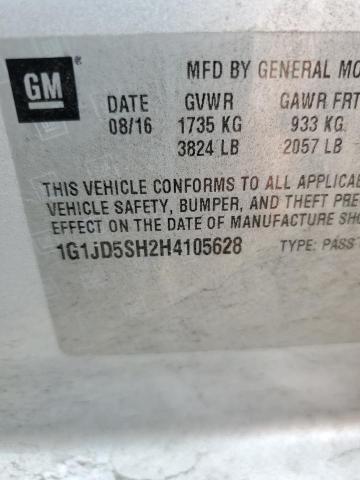 GM
MFD BY GENERAL MO
DATE GVWR GAWR FRT
08/16 1735 KG 933 KG
3824 LB 2057 LB
THIS VEHICLE CONFORMS TO ALL APPLICAB
VEHICLE SAFETY, BUMPER, AND THEFT PRE
EFFECT ON THE DATE OF MANUFACTURE SHO
1G1JD5SH2H4105628 TYPE: PASS